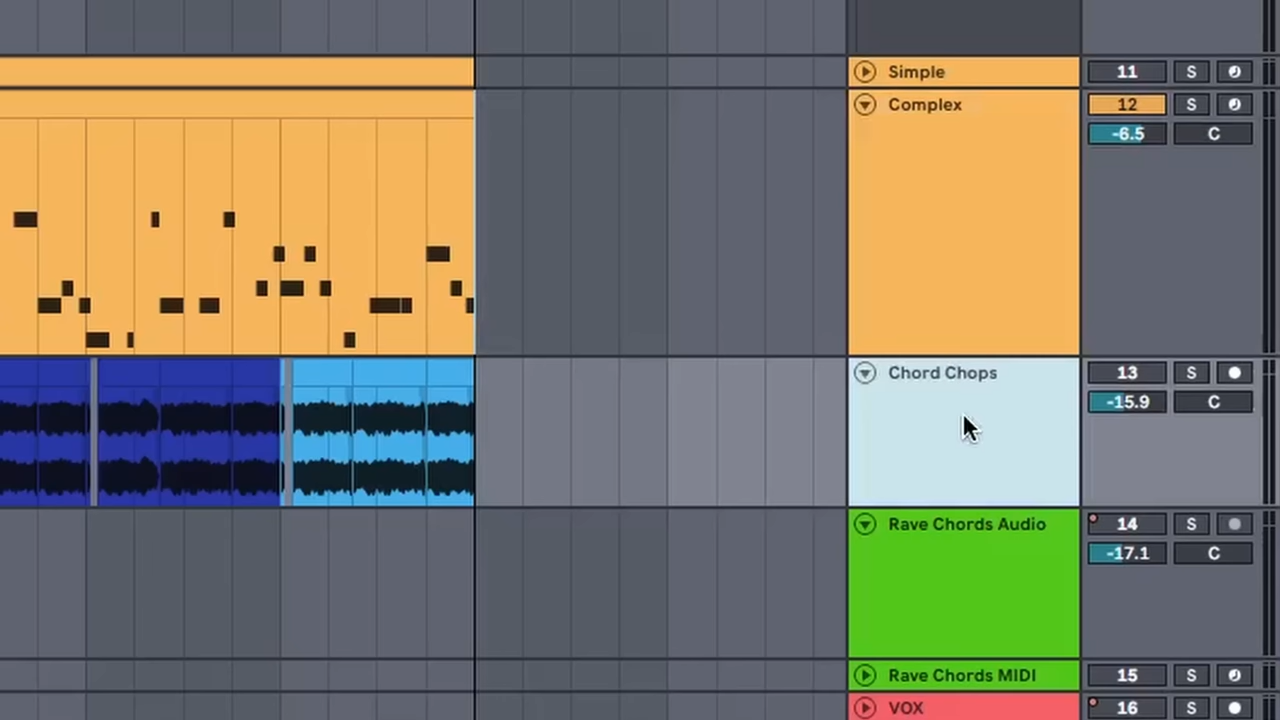 Simple 11 S
Complex 12 S
-6.5 C
Chord Chops 13 S
-15.9 C
Rave Chords Audio 14 S
-17.1 C
Rave Chords MIDI 15 S
VOX 16 S